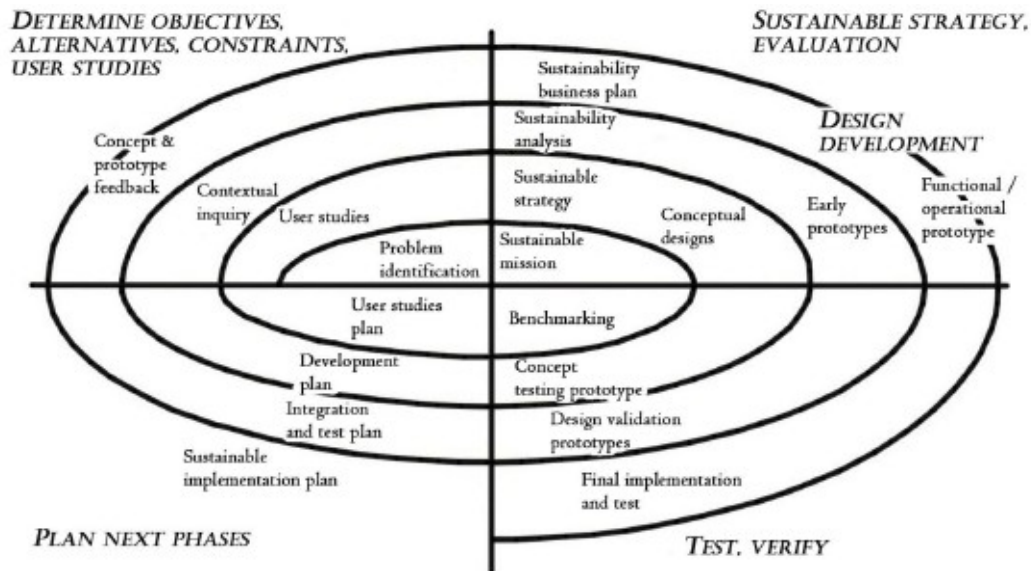 DETERMINE OBJECTIVES,
ALTERNATIVES, CONSTRAINTS,
USER STUDIES
SUSTAINABLE STRATEGY,
EVALUATION
Sustainability
business plan
DESIGN
DEVELOPMENT
Concept &
prototype
feedback
Sustainability
analysis
Contextual
inquiry
User studies
Sustainable
strategy
Conceptual
designs
Early
prototypes
Functional /
operational
prototype
Problem
identification
Sustainable
mission
User studies
plan
Benchmarking
Development
plan
Concept
testing prototype
Integration
and test plan
Design validation
prototypes
Sustainable
implementation plan
Final implementation
and test
PLAN NEXT PHASES
TEST, VERIFY